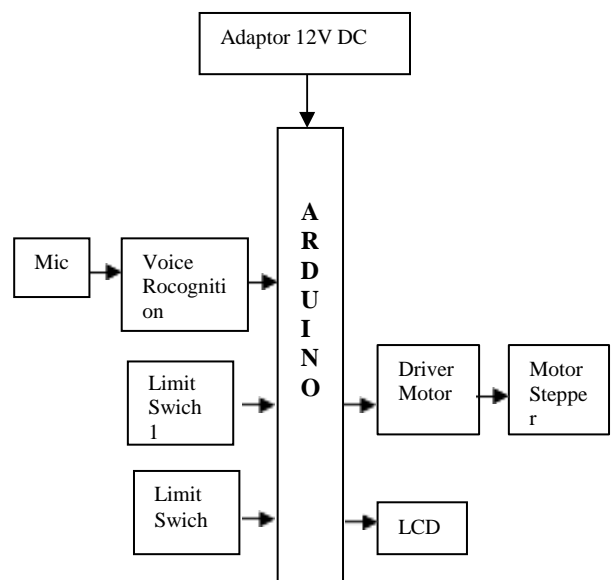 Adaptor 12V DC
A
R
D
U
I
N
O
Mic
Voice
Rocogniti
on
Limit
Swich
1
Driver
Motor
Motor
Steppe
r
Limit
Swich
LCD